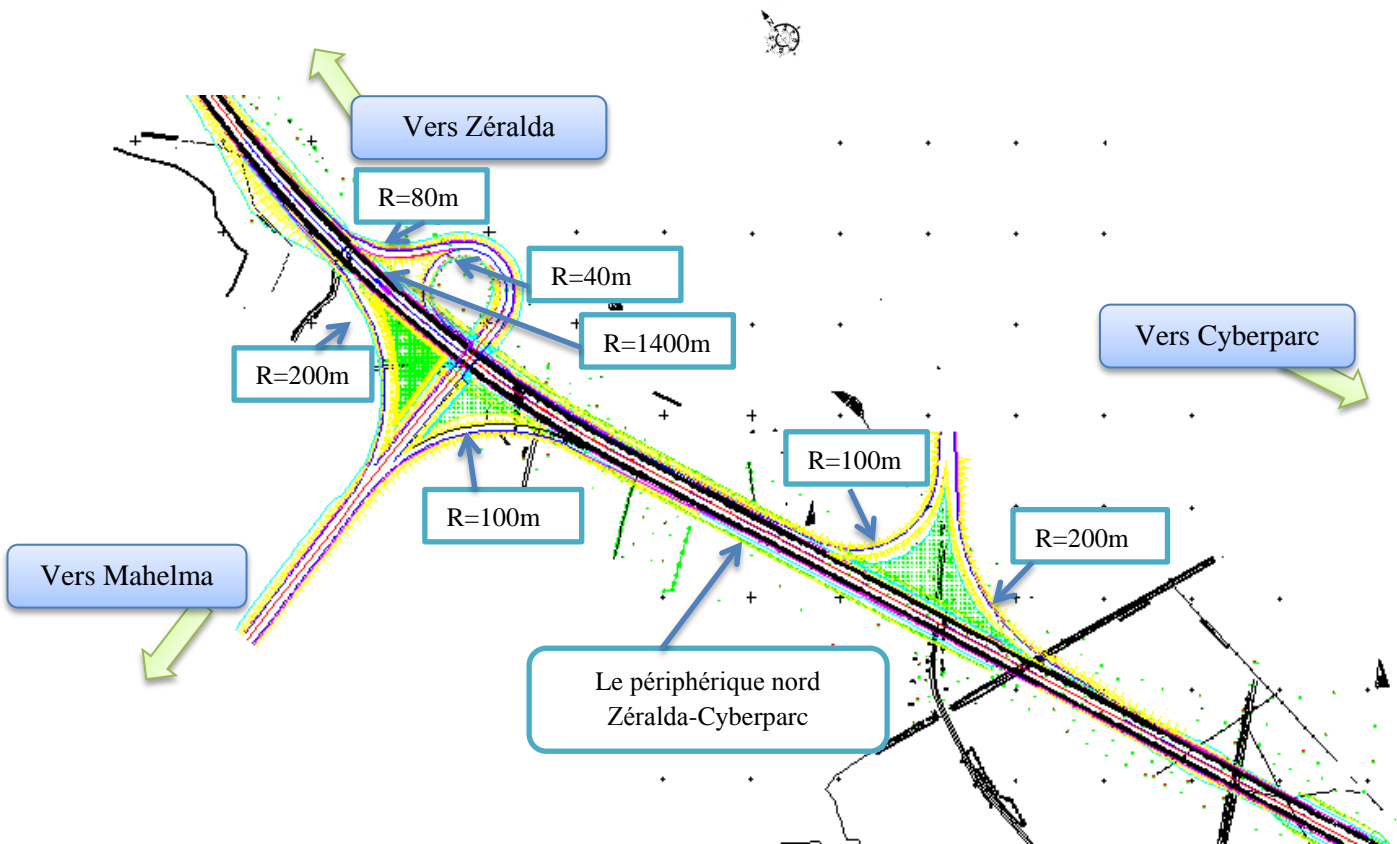 Vers Zéralda
R=80m
R=40m
R=1400m
R=200m
Vers Cyberparc
R=100m
R=100m
R=200m
Vers Mahelma
Le périphérique nord
Zéralda-Cyberparc